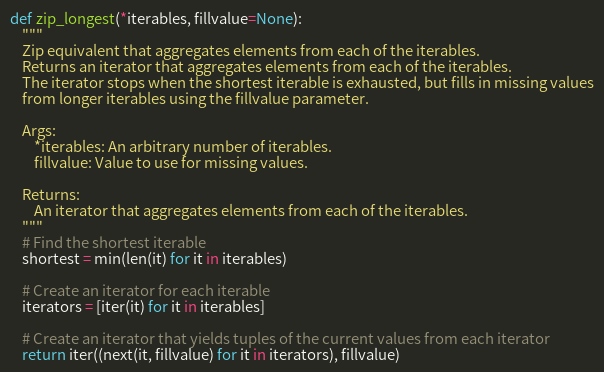 def zip_longest(*iterables, fillvalue=None):
"""
Zip equivalent that aggregates elements from each of the iterables.
Returns an iterator that aggregates elements from each of the iterables.
The iterator stops when the shortest iterable is exhausted, but fills in missing values
from longer iterables using the fillvalue parameter.
Args:
*iterables: An arbitrary number of iterables.
fillvalue: Value to use for missing values.
Returns:
An iterator that aggregates elements from each of the iterables.
"""
# Find the shortest iterable
shortest = min(len(it) for it in iterables)
# Create an iterator for each iterable
iterators = [iter(it) for it in iterables]
# Create an iterator that yields tuples of the current values from each iterator
return iter((next(it, fillvalue) for it in iterators), fillvalue)